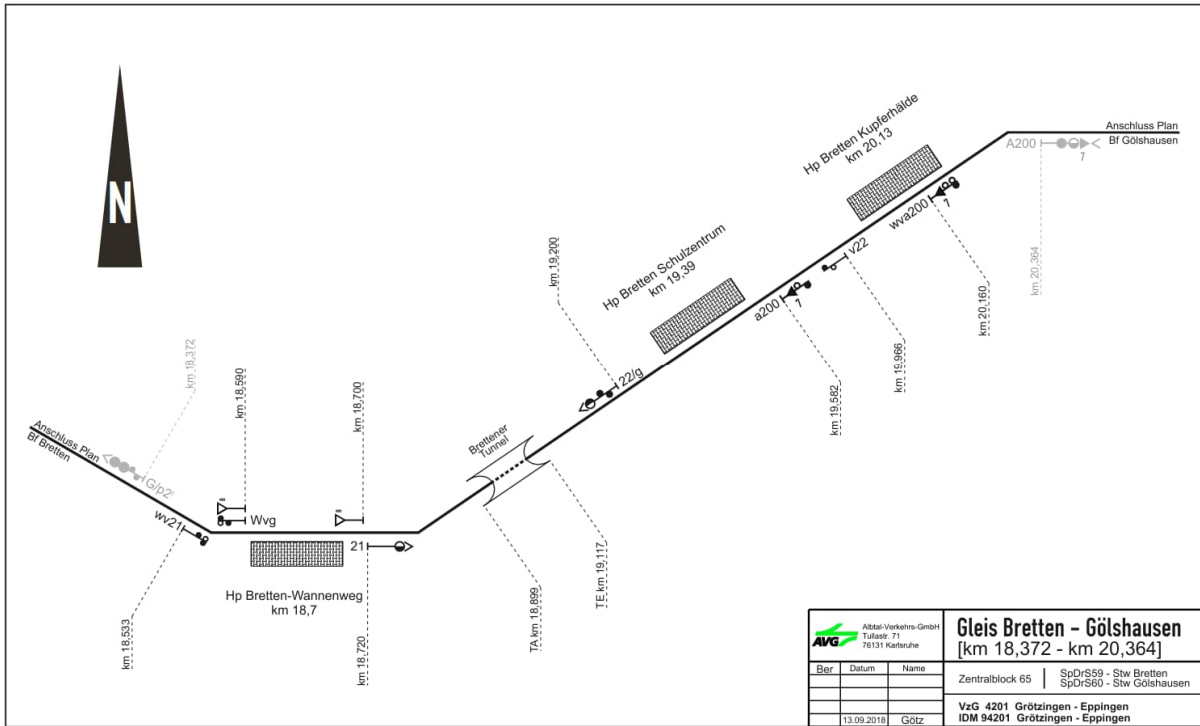 N
Anschluss Plan
Bf Gölshausen
A200
7
km 20,364
Hp Bretten Kupferhälde
km 20,13
wva200
7
km 20,160
v22
km 19,966
a200
7
km 19,582
Hp Bretten Schulzentrum
km 19,39
km 19,200
22/g
Brettener
Tunnel
TA km 18,899
TE km 19,117
km 18,372
km 18,590
km 18,700
Anschluss Plan
Bf Bretten
wv21
km 18,533
Wvg
21
km 18,720
Hp Bretten-Wannenweg
km 18,7
AVG
Albtal-Verkehrs-GmbH
Tullastr. 71
76131 Karlsruhe
Gleis Bretten - Gölshausen
[km 18,372 - km 20,364]
Ber Datum Name
13.09.2018 Götz
Zentralblock 65
SpDrS59 - Stw Bretten
SpDrS60 - Stw Gölshausen
VzG 4201 Grötzingen - Eppingen
IDM 94201 Grötzingen - Eppingen